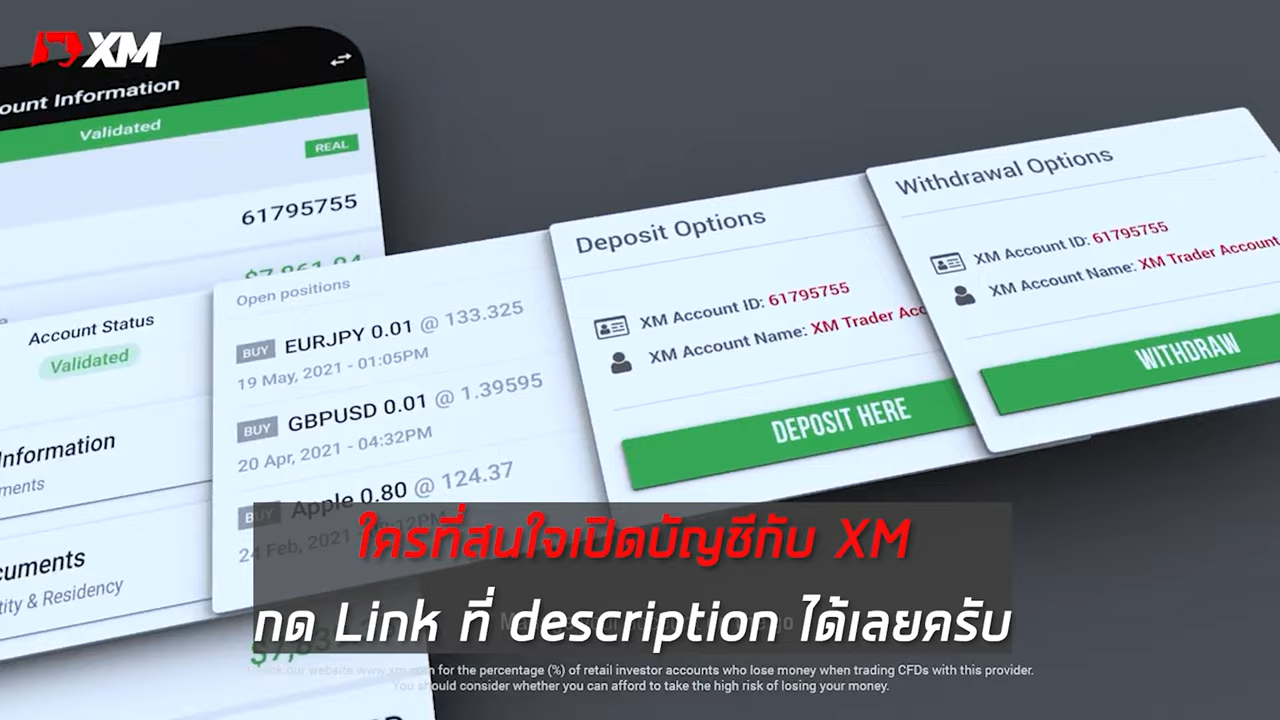 XM
ount Information
Validated
REAL
61795755
Account Status
Validated
Information
ments
cuments
tity & Residency
Open positions
BUY EURJPY 0.01 @ 133.325
19 May, 2021 - 01:05PM
BUY GBPUSD 0.01 @ 1.39595
20 Apr, 2021 - 04:32PM
BUY Apple 0.80 @ 124.37
24 Feb, 2021
Deposit Options
XM Account ID: 61795755
XM Account Name: XM Trader Acc
DEPOSIT HERE
Withdrawal Options
XM Account ID: 61795755
XM Account Name: XM Trader Account
WITHDRAW
ใครที่สนใจเปิดบัญชีกับ XM
กด Link ที่ description ได้เลยครับ
our website www.xm.com for the percentage (%) of retail investor accounts who lose money when trading CFDs with this provider.
You should consider whether you can afford to take the high risk of losing your money.